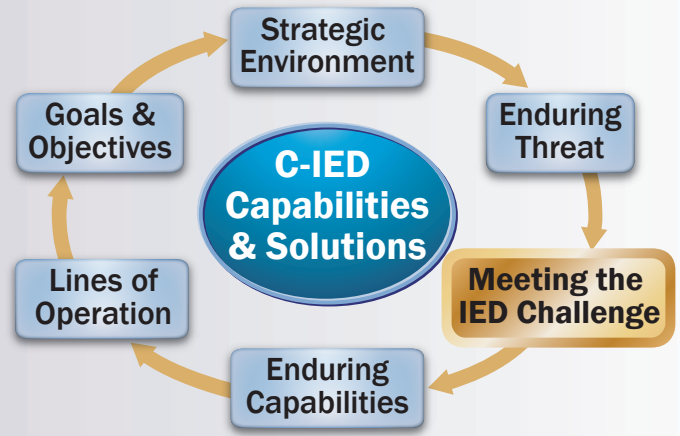 Strategic
Environment
Enduring
Threat
Meeting the
IED Challenge
Enduring
Capabilities
Lines of
Operation
Goals &
Objectives
C-IED
Capabilities
& Solutions